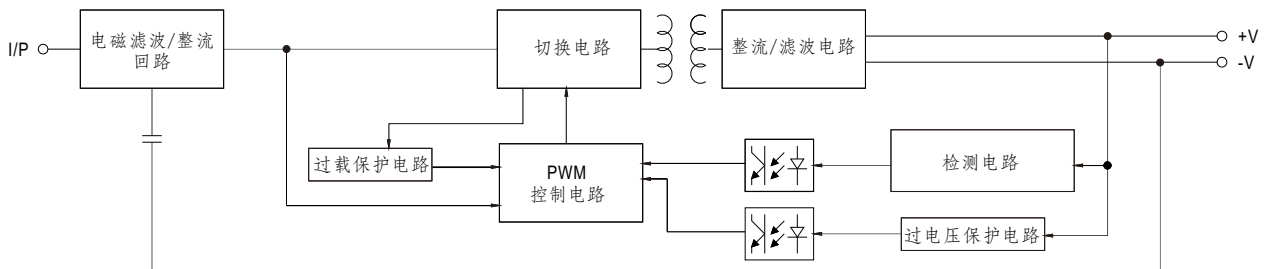 I/P
电磁滤波/整流
回路
切换电路
整流/滤波电路
+V
-V
过载保护电路
PWM
控制电路
检测电路
过电压保护电路